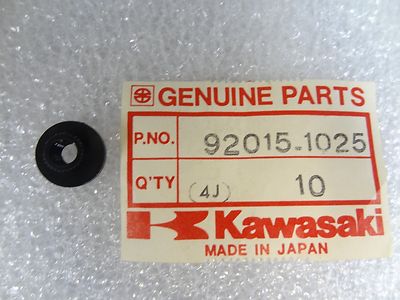 GENUINE PARTS
P.NO. 92015-1025
Q'TY (4J) 10
Kawasaki
MADE IN JAPAN